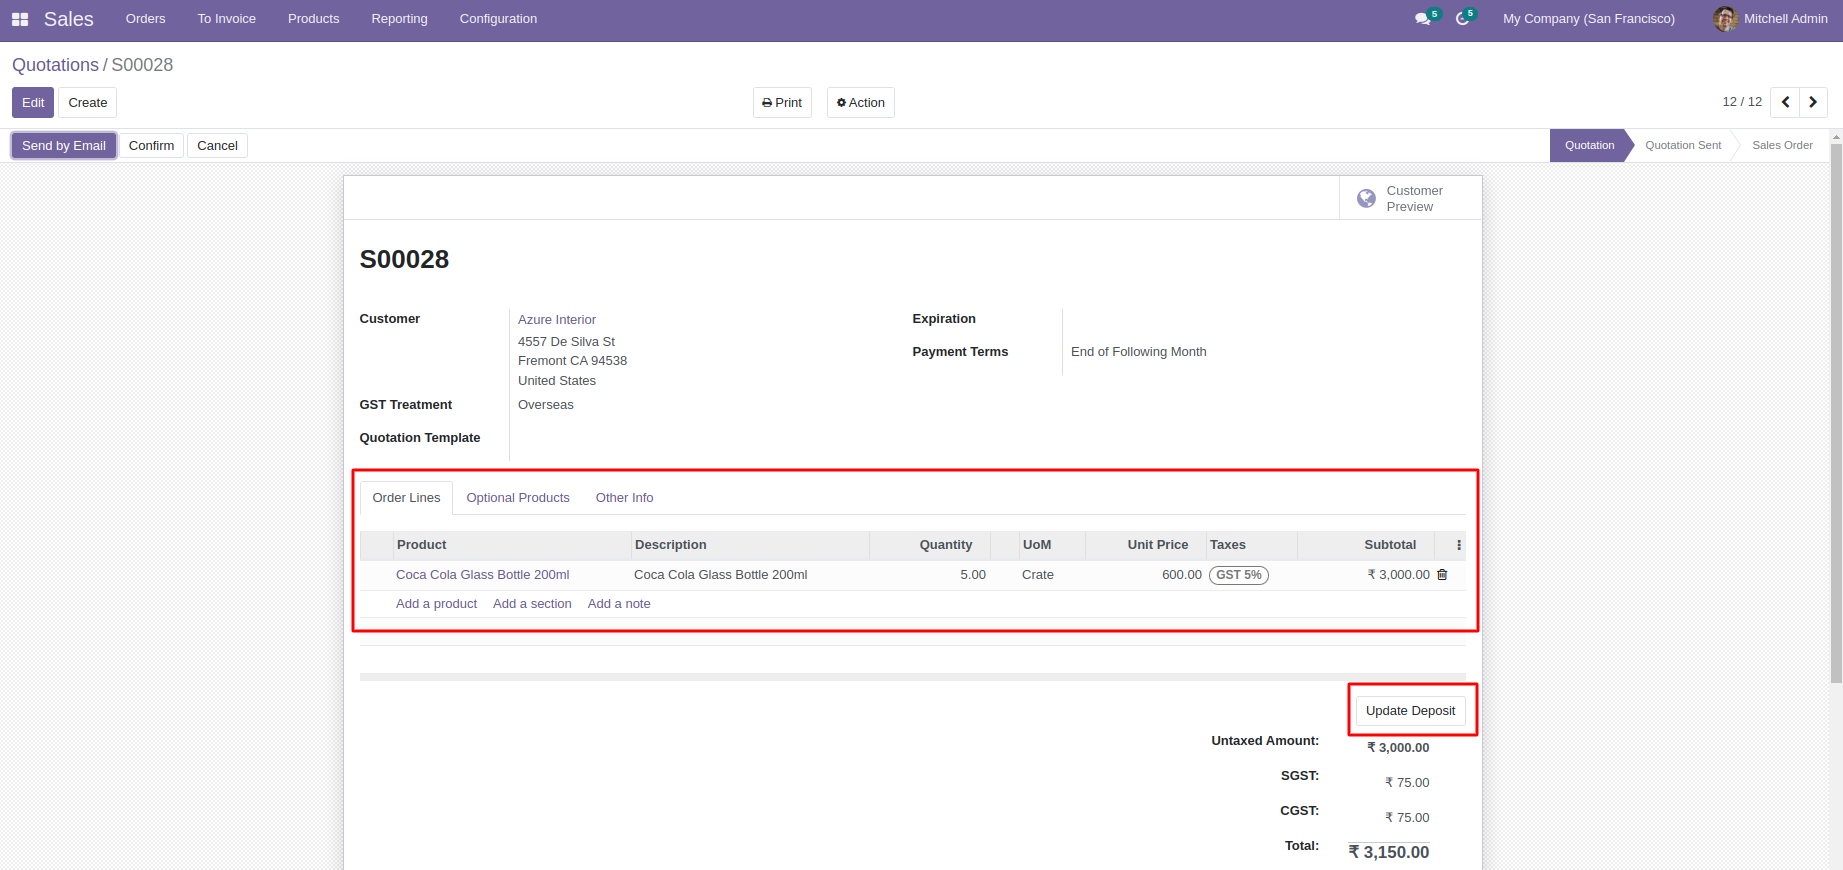 Sales Orders To Invoice Products Reporting Configuration 5 5 My Company (San Francisco) Mitchell Admin
Quotations / S00028
Edit Create Print Action 12 / 12
Send by Email Confirm Cancel Quotation Quotation Sent Sales Order
Customer
Preview
S00028
Customer Azure Interior Expiration
4557 De Silva St
Payment Terms End of Following Month
Fremont CA 94538
United States
GST Treatment Overseas
Quotation Template
Order Lines Optional Products Other Info
Product Description Quantity UoM Unit Price Taxes Subtotal
Coca Cola Glass Bottle 200ml Coca Cola Glass Bottle 200ml 5.00 Crate 600.00 GST 5% ₹ 3,000.00
Add a product Add a section Add a note
Update Deposit
Untaxed Amount: ₹ 3,000.00
SGST: ₹ 75.00
CGST: ₹ 75.00
Total: ₹ 3,150.00